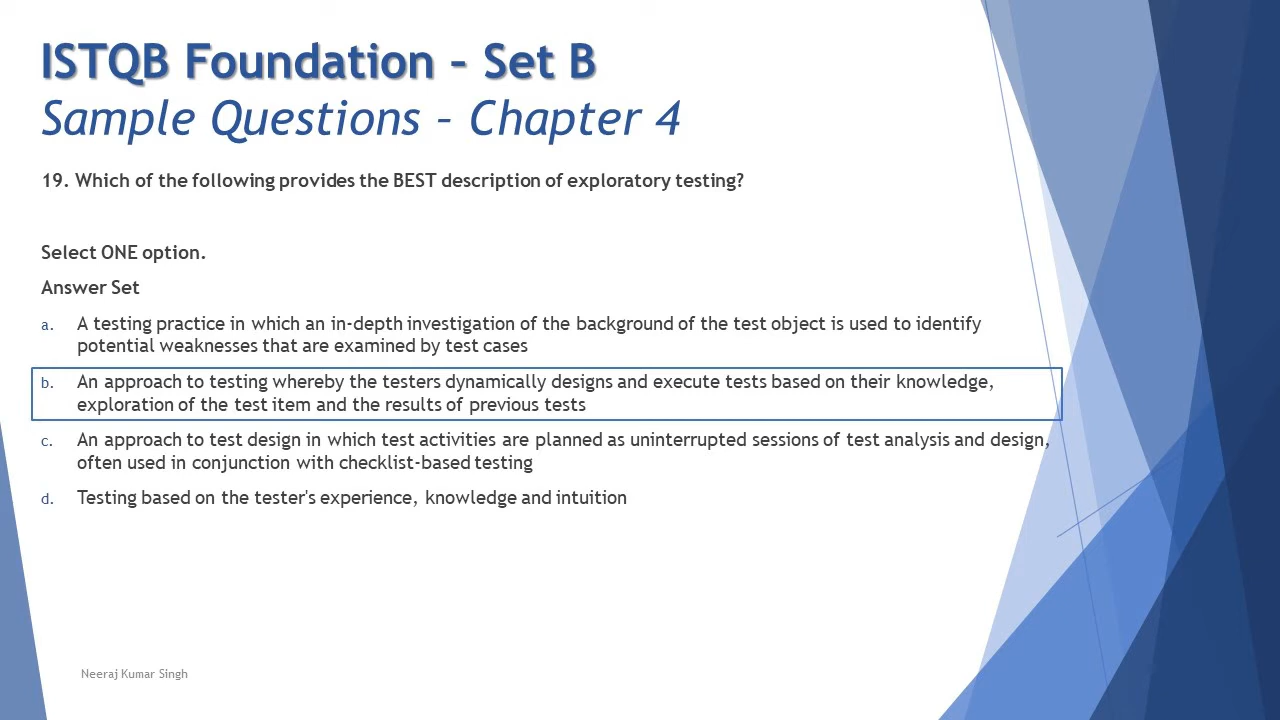 ISTQB Foundation – Set B
Sample Questions – Chapter 4
19. Which of the following provides the BEST description of exploratory testing?
Select ONE option.
Answer Set
a. A testing practice in which an in-depth investigation of the background of the test object is used to identify
potential weaknesses that are examined by test cases
b. An approach to testing whereby the testers dynamically designs and execute tests based on their knowledge,
exploration of the test item and the results of previous tests
c. An approach to test design in which test activities are planned as uninterrupted sessions of test analysis and design,
often used in conjunction with checklist-based testing
d. Testing based on the tester's experience, knowledge and intuition
Neeraj Kumar Singh